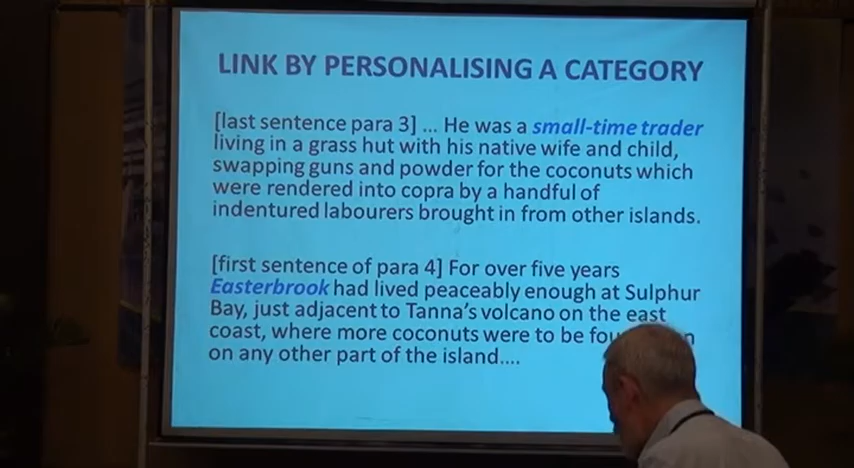 LINK BY PERSONALISING A CATEGORY
[last sentence para 3] ... He was a small-time trader
living in a grass hut with his native wife and child,
swapping guns and powder for the coconuts which
were rendered into copra by a handful of
indentured labourers brought in from other islands.
[first sentence of para 4] For over five years
Easterbrook had lived peaceably enough at Sulphur
Bay, just adjacent to Tanna's volcano on the east
coast, where more coconuts were to be
on any other part of the island....